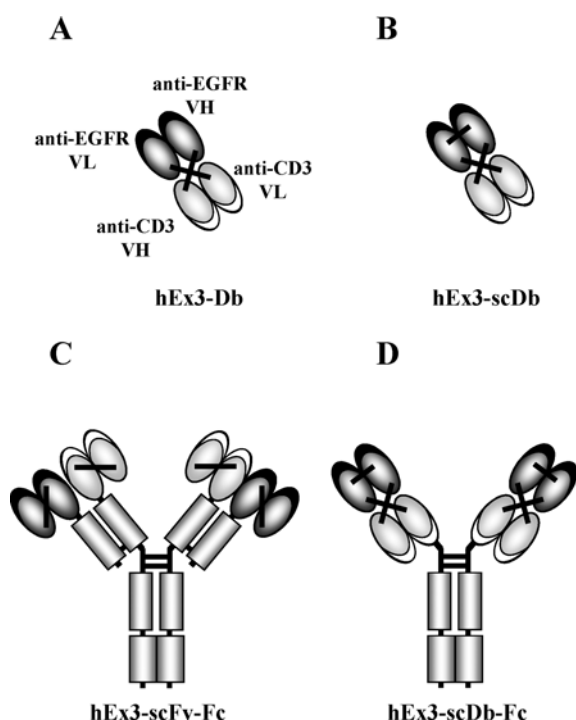 A
B
anti-EGFR
VH
anti-EGFR
VL
anti-CD3
VL
anti-CD3
VH
hEx3-Db
hEx3-scDb
C
D
hEx3-scFv-Fc
hEx3-scDb-Fc